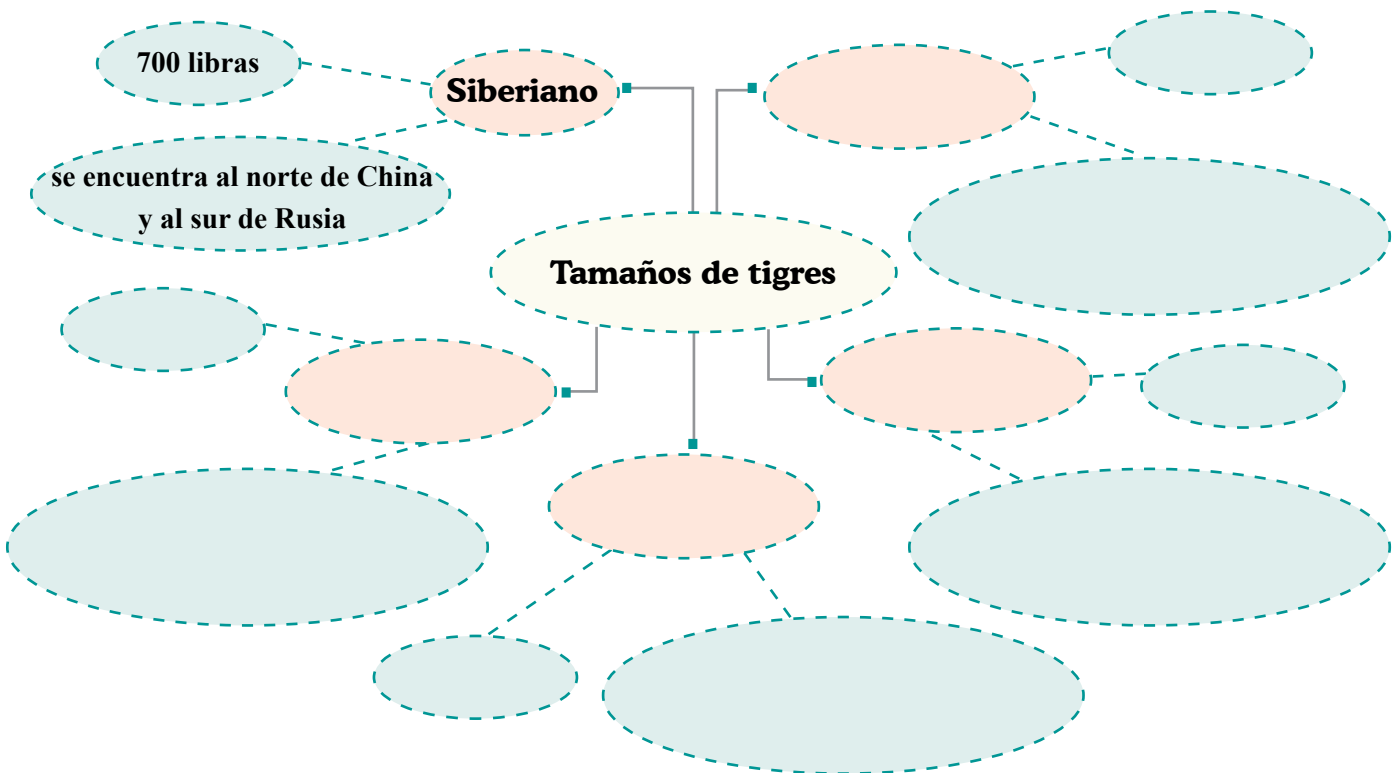 700 libras
Siberiano
se encuentra al norte de China
y al sur de Rusia
Tamaños de tigres